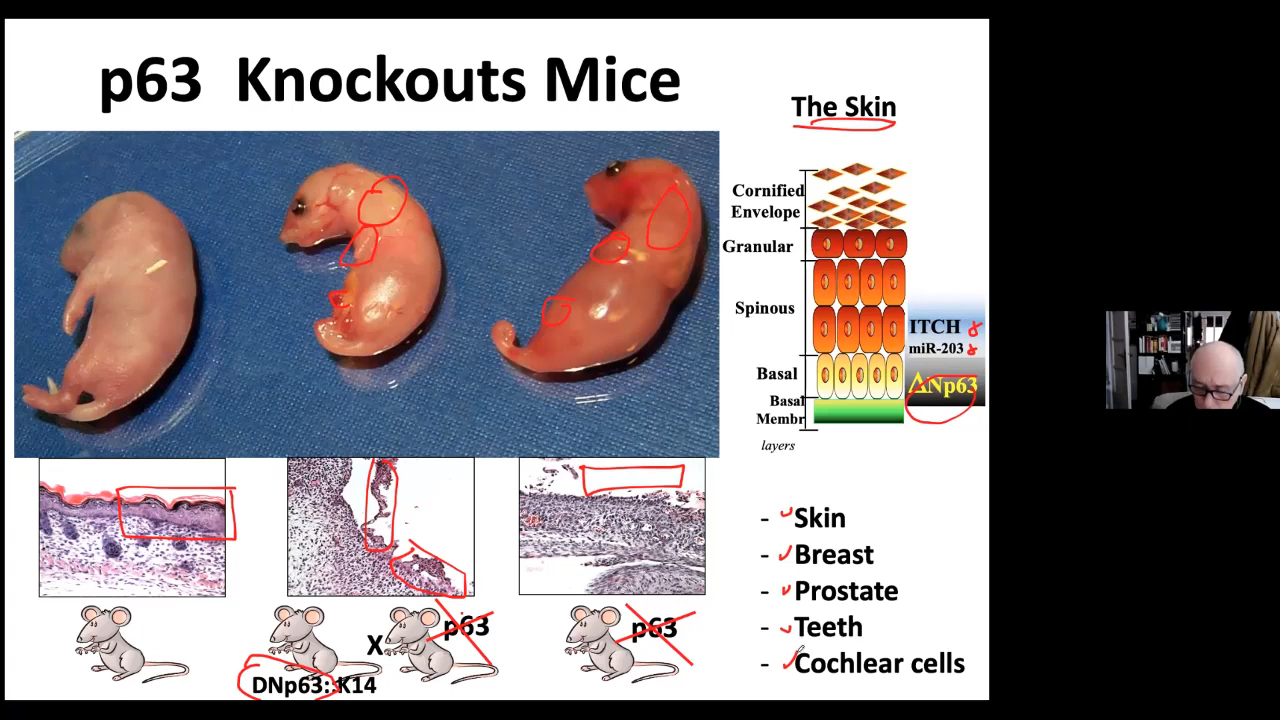 p63 Knockouts Mice
The Skin
Cornified
Envelope
Granular
Spinous
ITCH
miR-203
Basal
ΔNp63
Basal
Membr
layers
- Skin
- Breast
- Prostate
- Teeth
- Cochlear cells
X
p63
p63
DNp63::K14